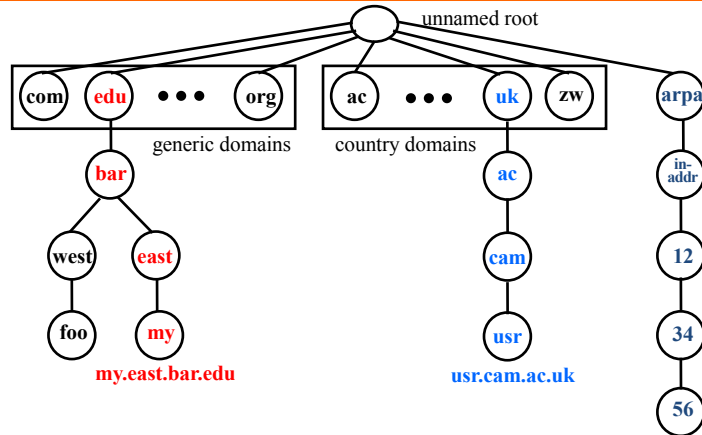 unnamed root
com edu ••• org ac ••• uk zw arpa
generic domains country domains
bar ac in-
addr
west east cam 12
foo my usr 34
my.east.bar.edu usr.cam.ac.uk
56